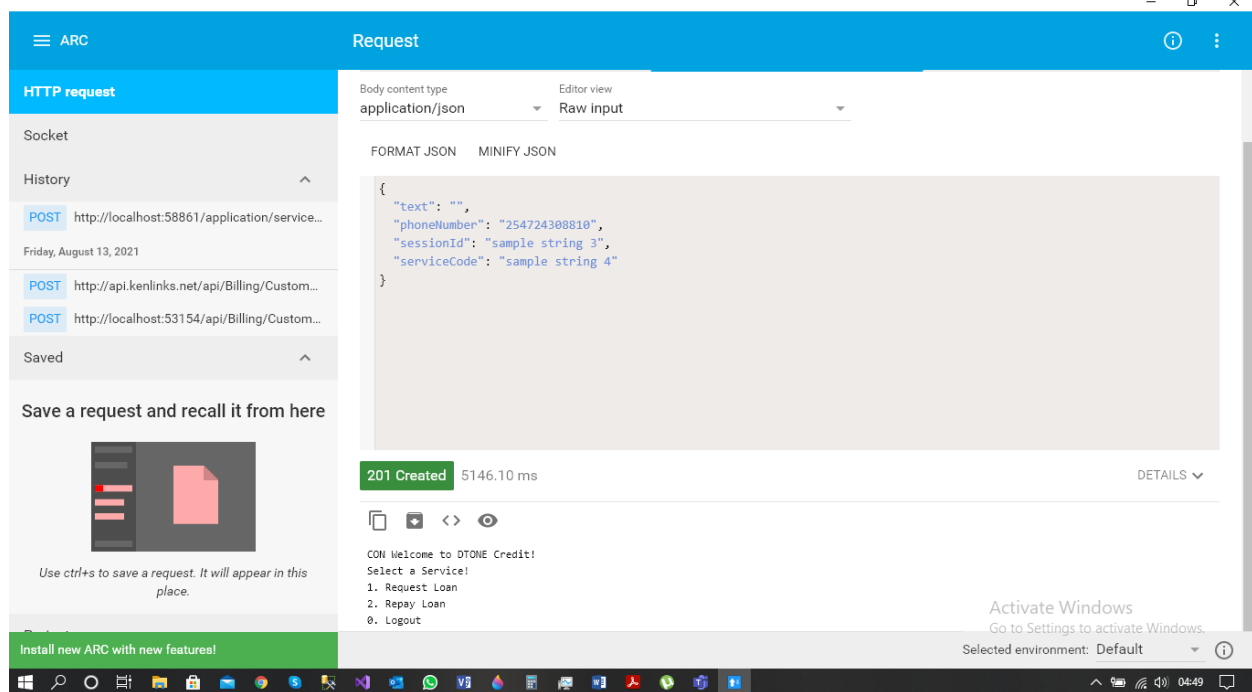 ARC
Request
HTTP request
Socket
History
POST http://localhost:58861/application/service...
Friday, August 13, 2021
POST http://api.kenlinks.net/api/Billing/Custom...
POST http://localhost:53154/api/Billing/Custom...
Saved
Save a request and recall it from here
Use ctrl+s to save a request. It will appear in this
place.
Install new ARC with new features!
Body content type
application/json
Editor view
Raw input
FORMAT JSON MINIFY JSON
{
"text": "",
"phoneNumber": "254724308810",
"sessionId": "sample string 3",
"serviceCode": "sample string 4"
}
201 Created 5146.10 ms
DETAILS
CON Welcome to DTONE Credit!
Select a Service!
1. Request Loan
2. Repay Loan
0. Logout
Activate Windows
Go to Settings to activate Windows.
Selected environment: Default
04:49